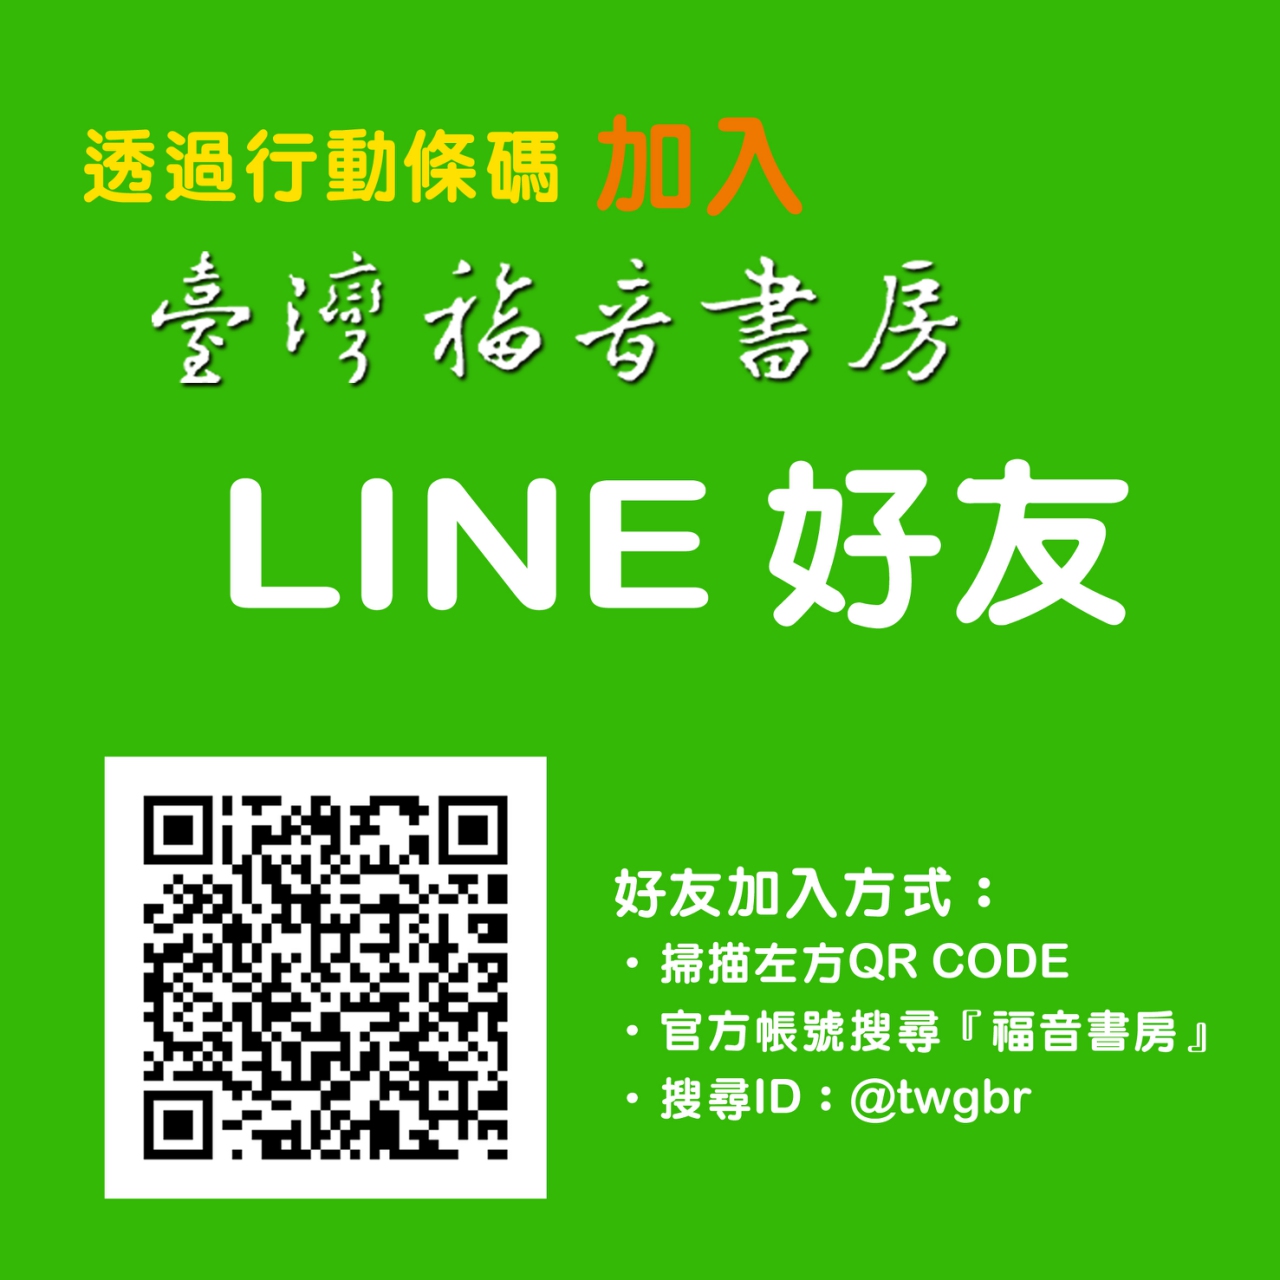 透過行動條碼 加入
臺灣福音書房
LINE 好友
好友加入方式：
・掃描左方QR CODE
・官方帳號搜尋『福音書房』
・搜尋ID：@twgbr